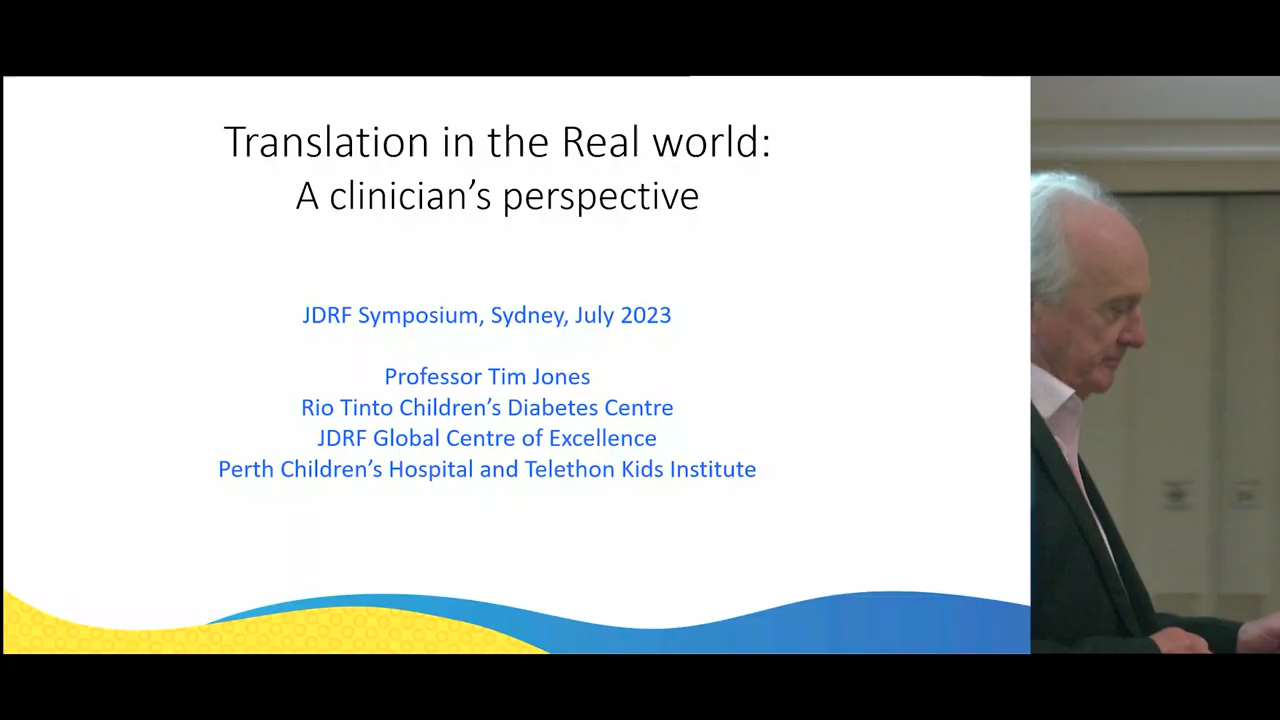 Translation in the Real world:
A clinician’s perspective
JDRF Symposium, Sydney, July 2023
Professor Tim Jones
Rio Tinto Children’s Diabetes Centre
JDRF Global Centre of Excellence
Perth Children’s Hospital and Telethon Kids Institute